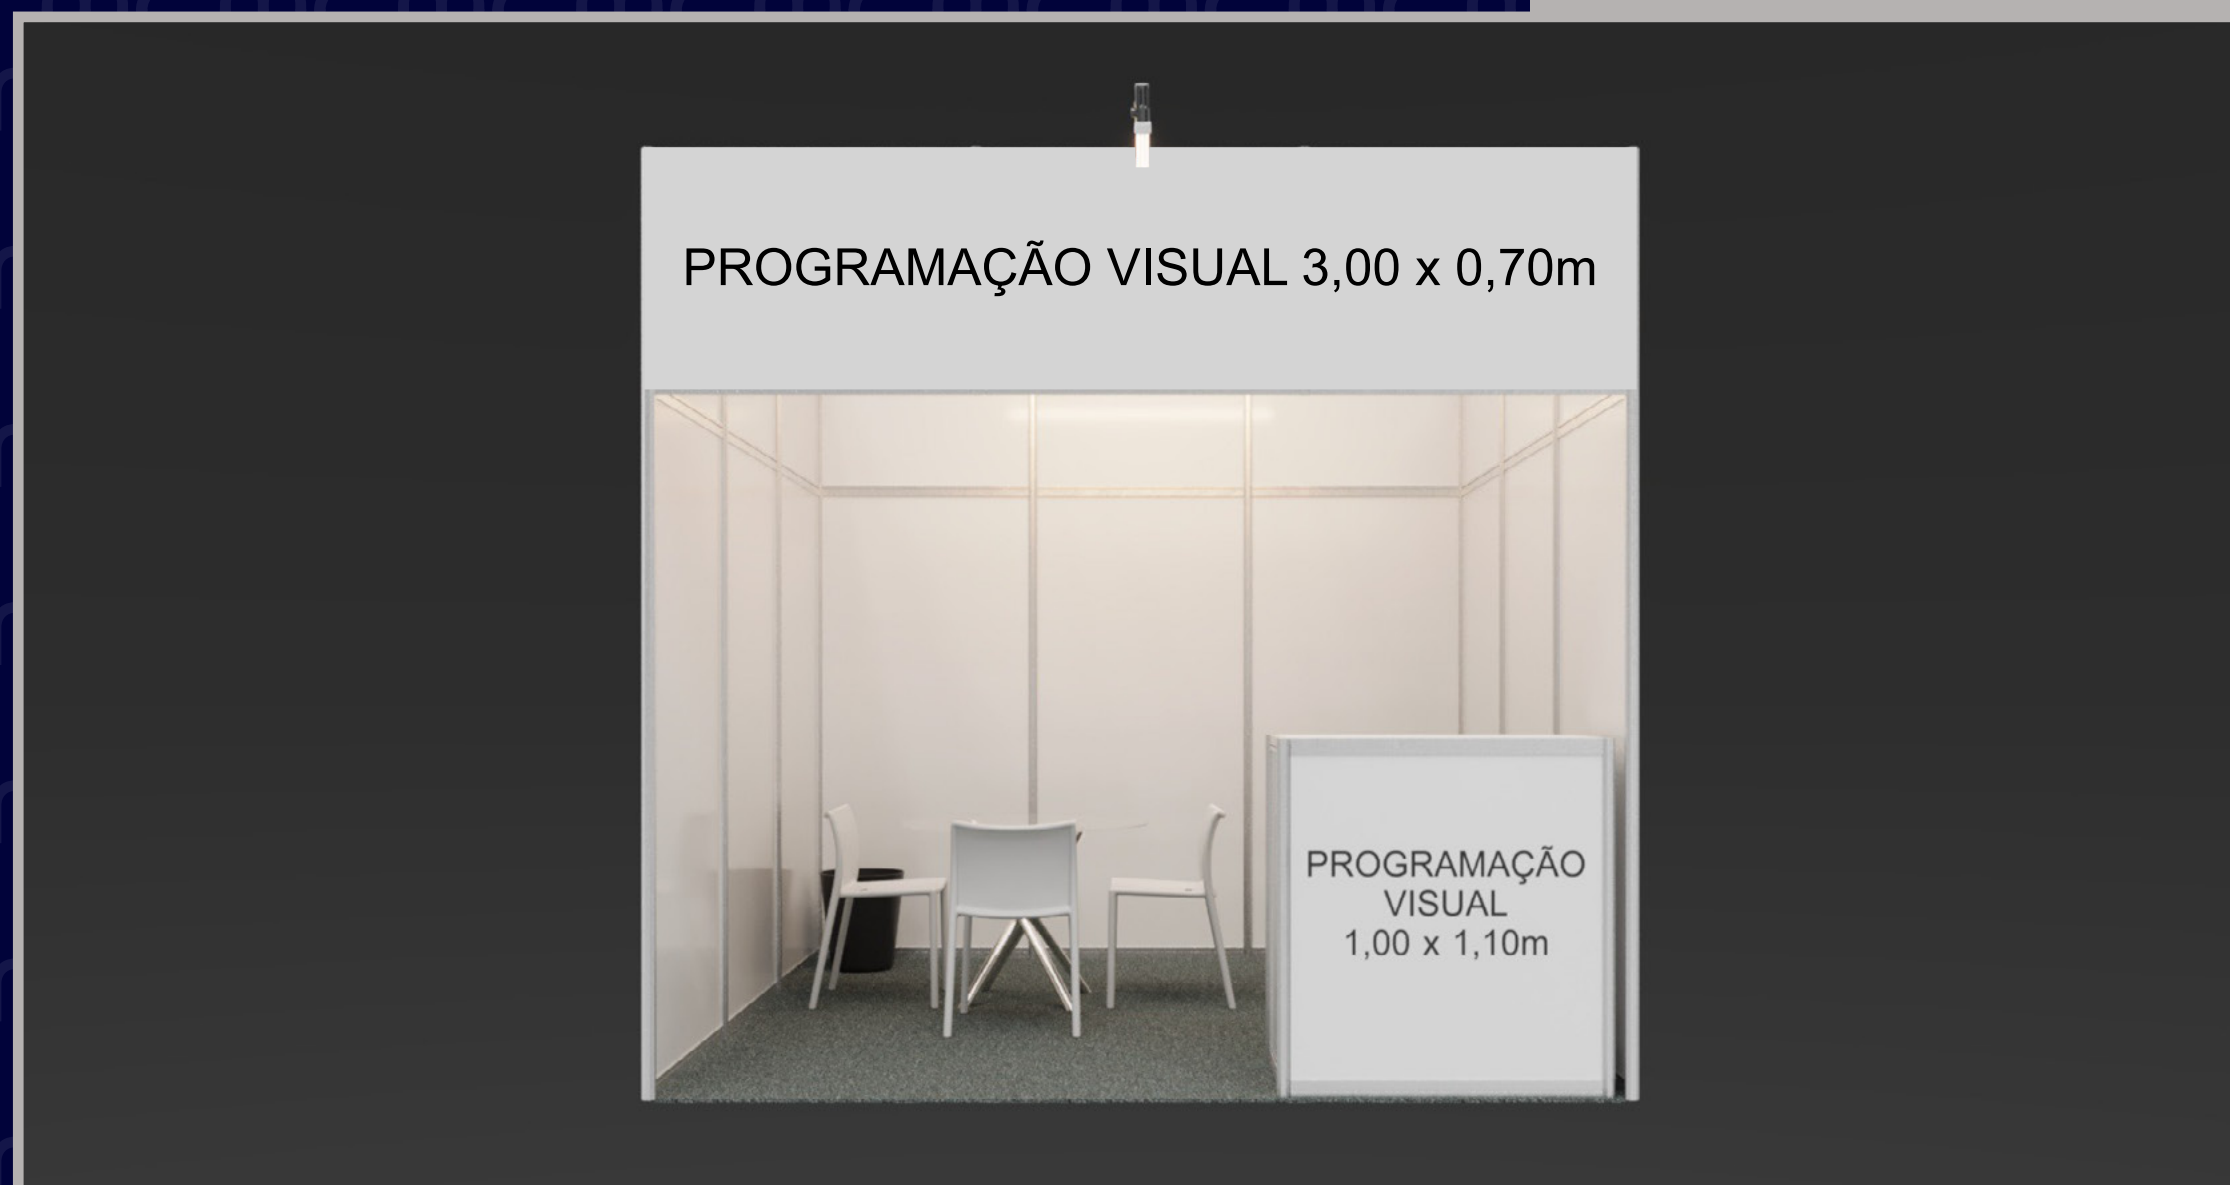 PROGRAMAÇÃO VISUAL 3,00 x 0,70m
PROGRAMAÇÃO
VISUAL
1,00 x 1,10m